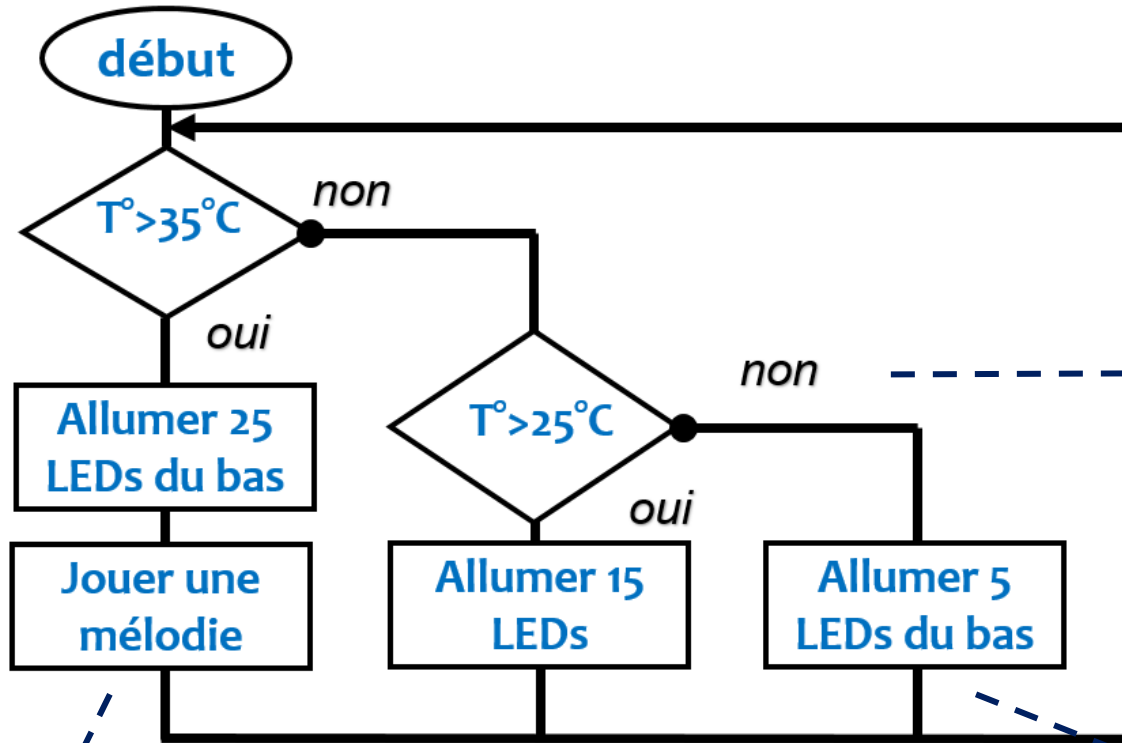 début
T°>35°C
non
oui
T°>25°C
non
oui
Allumer 25
LEDs du bas
Jouer une
mélodie
Allumer 15
LEDs
Allumer 5
LEDs du bas